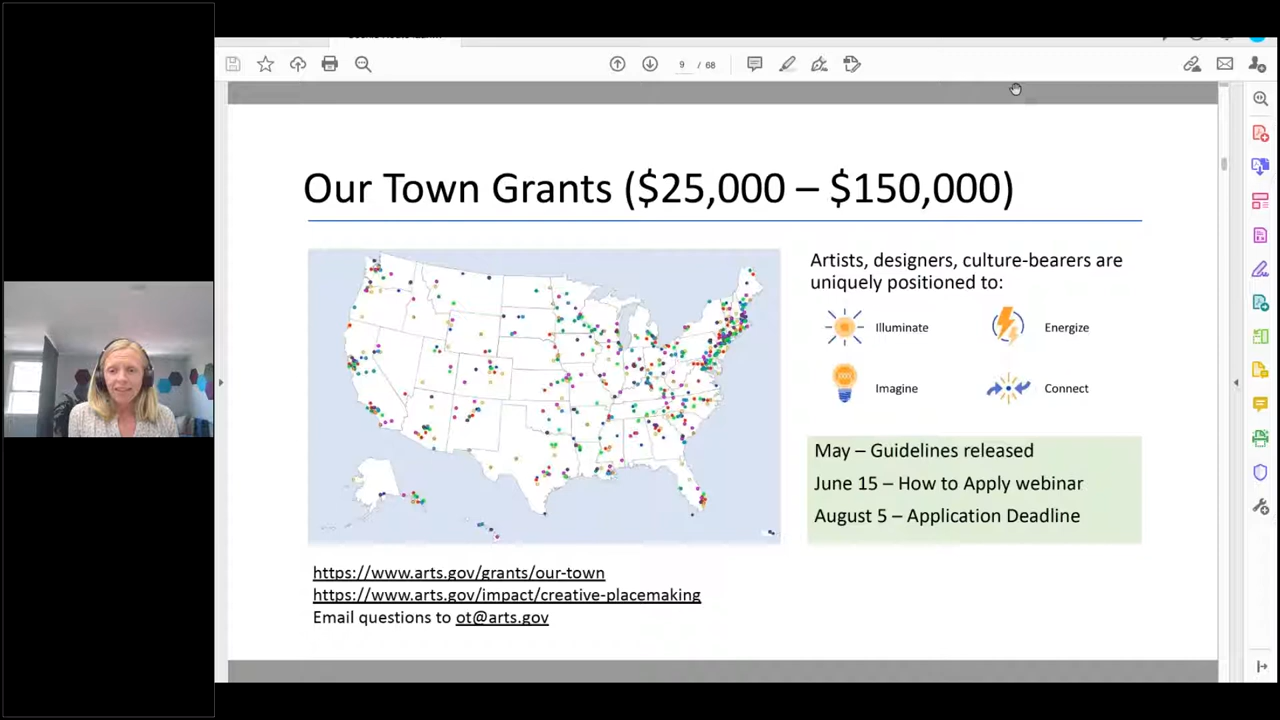 9 / 68
Our Town Grants ($25,000 – $150,000)
Artists, designers, culture-bearers are
uniquely positioned to:
Illuminate
Energize
Imagine
Connect
May – Guidelines released
June 15 – How to Apply webinar
August 5 – Application Deadline
https://www.arts.gov/grants/our-town
https://www.arts.gov/impact/creative-placemaking
Email questions to ot@arts.gov